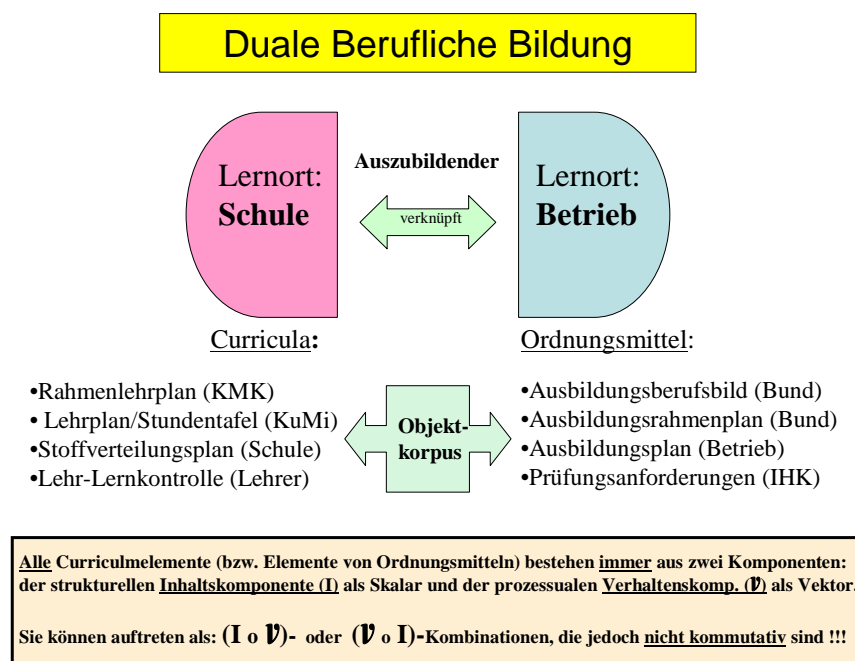 Duale Berufliche Bildung
Lernort:
Schule
Auszubildender
verknüpft
Lernort:
Betrieb
Curricula:
•Rahmenlehrplan (KMK)
• Lehrplan/Stundentafel (KuMi)
•Stoffverteilungsplan (Schule)
•Lehr-Lernkontrolle (Lehrer)
Objekt-
korpus
Ordnungsmittel:
•Ausbildungsberufsbild (Bund)
•Ausbildungsrahmenplan (Bund)
•Ausbildungsplan (Betrieb)
•Prüfungsanforderungen (IHK)
Alle Curriculmelemente (bzw. Elemente von Ordnungsmitteln) bestehen immer aus zwei Komponenten:
der strukturellen Inhaltskomponente (I) als Skalar und der prozessualen Verhaltenskomp. (V) als Vektor.
Sie können auftreten als: (I o V)- oder (V o I)-Kombinationen, die jedoch nicht kommutativ sind !!!